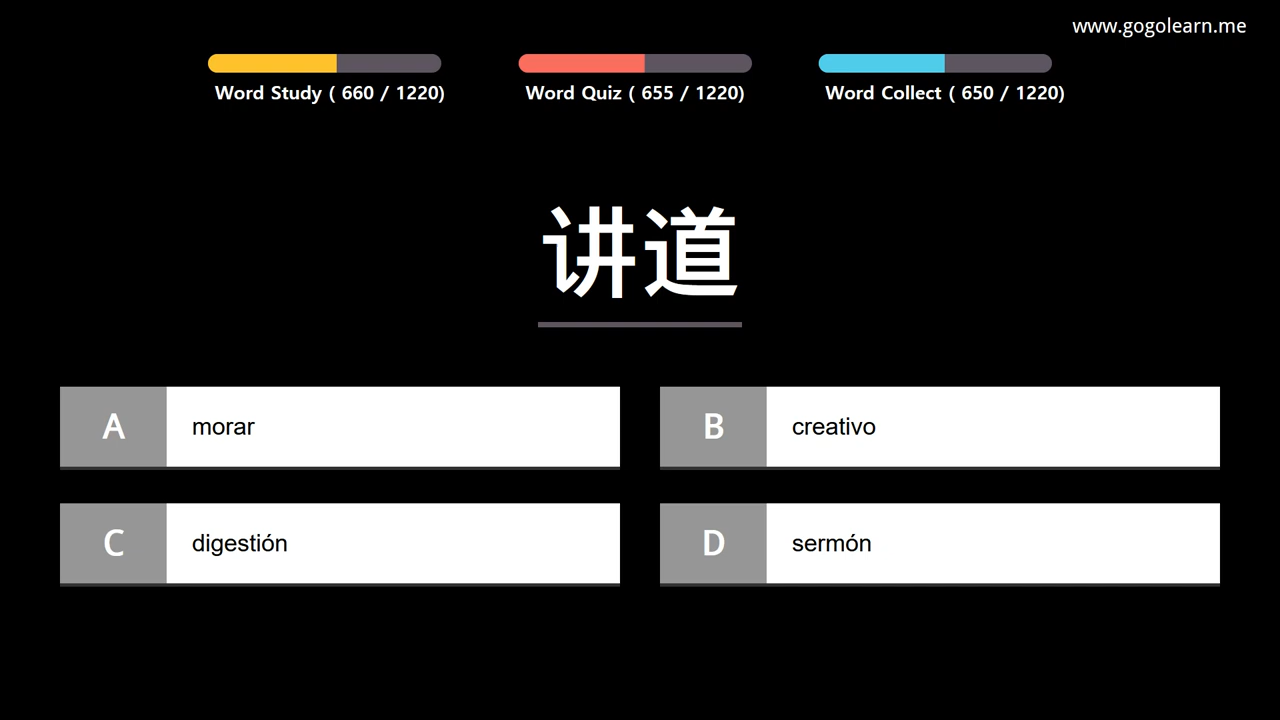 www.gogolearn.me
Word Study ( 660 / 1220)
Word Quiz ( 655 / 1220)
Word Collect ( 650 / 1220)
讲道
A morar
B creativo
C digestión
D sermón